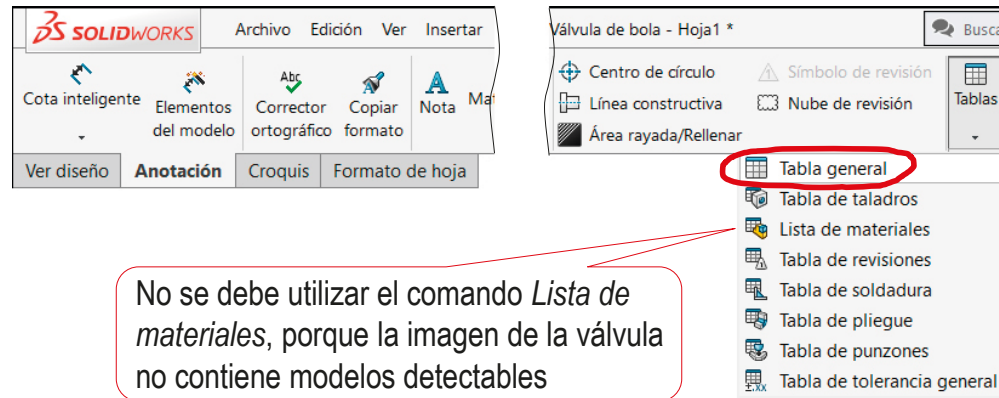 SOLIDWORKS Archivo Edición Ver Insertar
Cota inteligente
Elementos
del modelo
Abc
Corrector
ortográfico
Copiar
formato
A
Nota
Ver diseño Anotación Croquis Formato de hoja
Válvula de bola - Hoja1 *
Centro de círculo
Línea constructiva
Área rayada/Rellenar
Símbolo de revisión
Nube de revisión
Tablas
Tabla general
Tabla de taladros
Lista de materiales
Tabla de revisiones
Tabla de soldadura
Tabla de pliegue
Tabla de punzones
Tabla de tolerancia general
No se debe utilizar el comando Lista de
materiales, porque la imagen de la válvula
no contiene modelos detectables